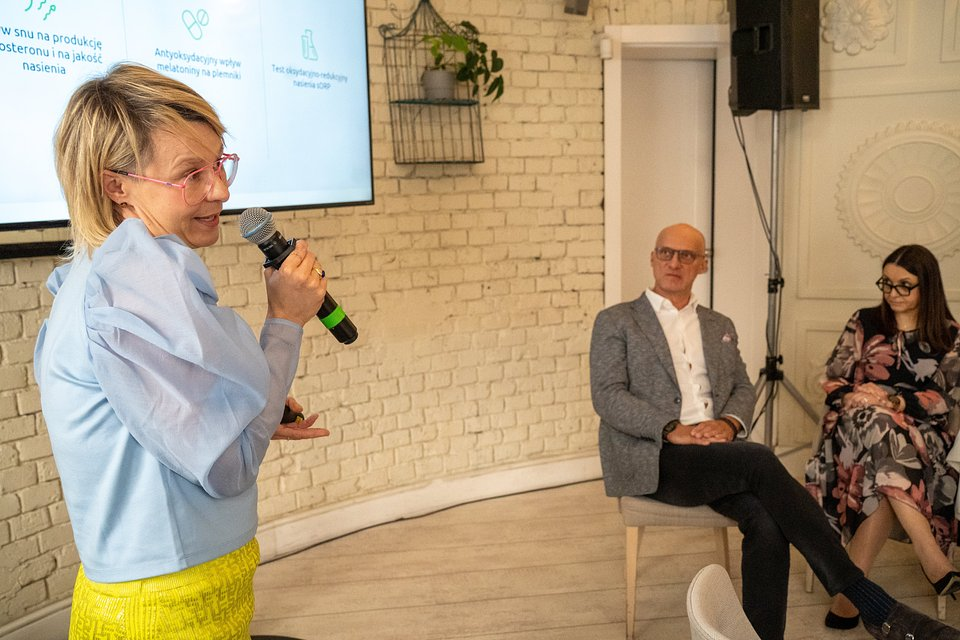 w snu na produkcję
osteronu i na jakość
nasienia
Antyoksydacyjny wpływ
melatoniny na plemniki
Test oksydacyjno-redukcyjny
nasienia sORP